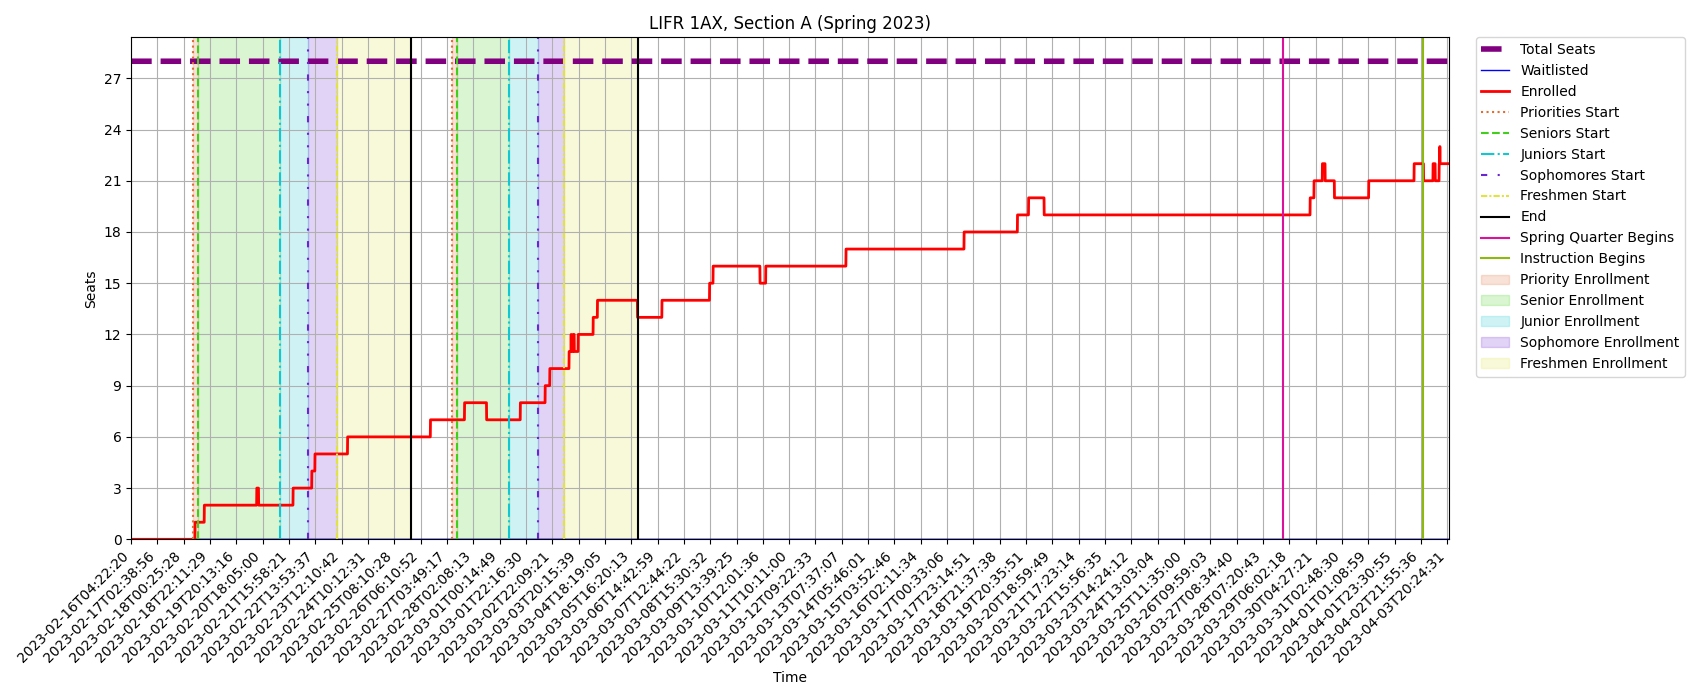 LIFR 1AX, Section A (Spring 2023)
Seats
27
24
21
18
15
12
9
6
3
0
2023-02-16T04:22:20
2023-02-17T02:38:56
2023-02-18T00:25:28
2023-02-18T22:11:29
2023-02-19T20:13:16
2023-02-20T18:05:00
2023-02-21T15:58:21
2023-02-22T13:53:37
2023-02-23T12:10:42
2023-02-24T10:12:31
2023-02-25T08:10:28
2023-02-26T06:10:52
2023-02-27T03:49:17
2023-02-28T02:08:13
2023-03-01T00:14:49
2023-03-01T22:16:30
2023-03-02T22:09:21
2023-03-03T20:15:39
2023-03-04T18:19:05
2023-03-05T16:20:13
2023-03-06T14:42:59
2023-03-07T12:44:22
2023-03-08T15:30:32
2023-03-09T13:39:25
2023-03-10T12:01:36
2023-03-11T10:11:00
2023-03-12T09:22:33
2023-03-13T07:37:07
2023-03-14T05:46:01
2023-03-15T03:52:46
2023-03-16T02:11:34
2023-03-17T00:33:06
2023-03-17T23:14:51
2023-03-18T21:37:38
2023-03-19T20:35:51
2023-03-20T18:59:49
2023-03-21T17:23:14
2023-03-22T15:56:35
2023-03-23T14:24:12
2023-03-24T13:03:04
2023-03-25T11:35:00
2023-03-26T09:59:03
2023-03-27T08:34:40
2023-03-28T07:20:43
2023-03-29T06:02:18
2023-03-30T04:27:21
2023-03-31T02:48:30
2023-04-01T01:08:59
2023-04-01T23:30:55
2023-04-02T21:55:36
2023-04-03T20:24:31
Time
Total Seats
Waitlisted
Enrolled
Priorities Start
Seniors Start
Juniors Start
Sophomores Start
Freshmen Start
End
Spring Quarter Begins
Instruction Begins
Priority Enrollment
Senior Enrollment
Junior Enrollment
Sophomore Enrollment
Freshmen Enrollment